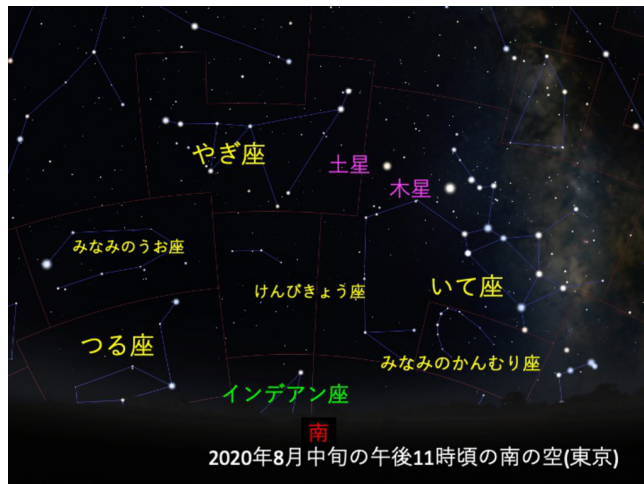 やぎ座
土星
木星
みなみのうお座
けんびきょう座
いて座
つる座
みなみのかんむり座
インデアン座
南
2020年8月中旬の午後11時頃の南の空(東京)